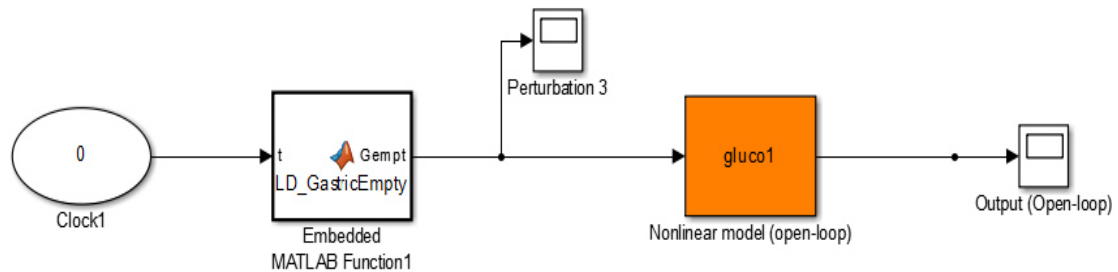 0
Clock1
t
Gempt
LD_GastricEmpty
Embedded
MATLAB Function1
Perturbation 3
gluco1
Nonlinear model (open-loop)
Output (Open-loop)